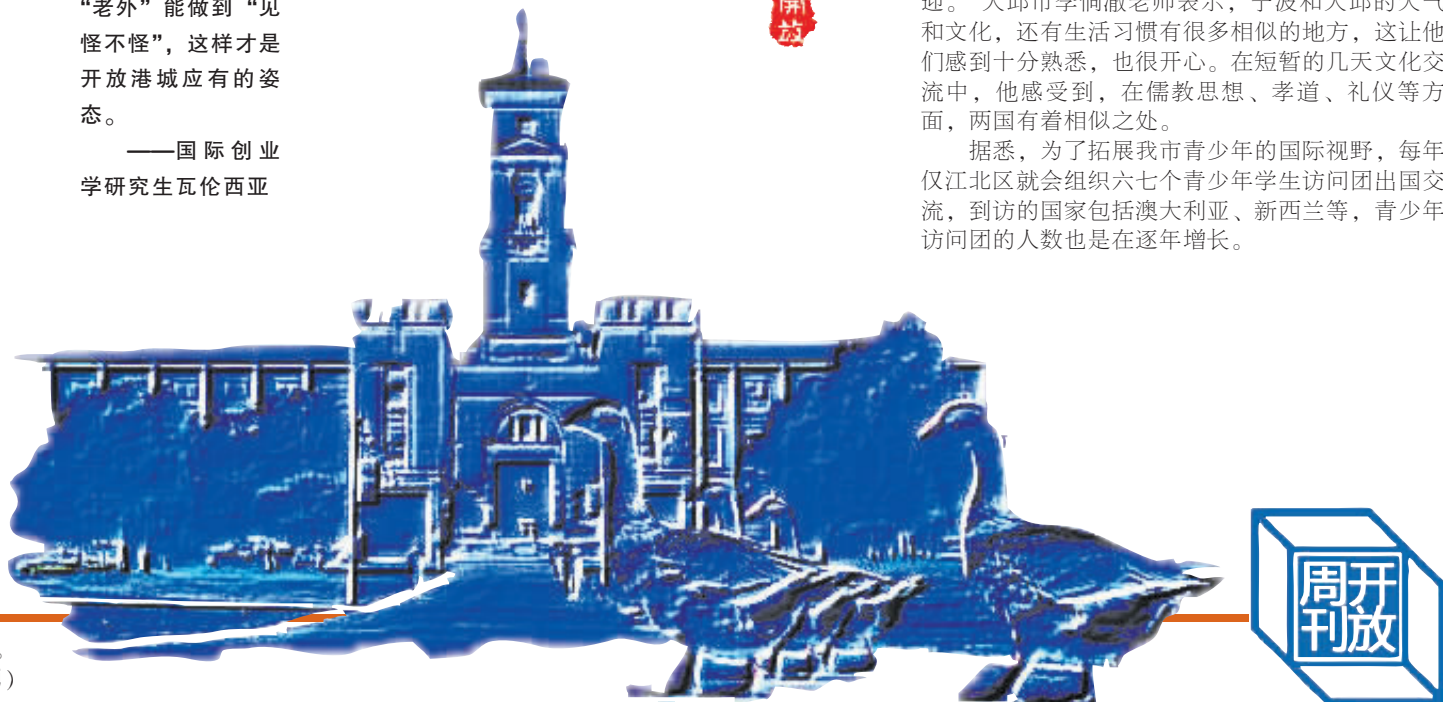 “老外”能做到“见
怪不怪”，这样才是
开放港城应有的姿
态。
——国际创业
学研究生瓦伦西亚
開放
和文化，还有生活习惯有很多相似的地方，这让他
们感到十分熟悉，也很开心。在短暂的几天文化交
流中，他感受到，在儒教思想、孝道、礼仪等方
面，两国有着相似之处。
据悉，为了拓展我市青少年的国际视野，每年
仅江北区就会组织六七个青少年学生访问团出国交
流，到访的国家包括澳大利亚、新西兰等，青少年
访问团的人数也是在逐年增长。
开放
周刊